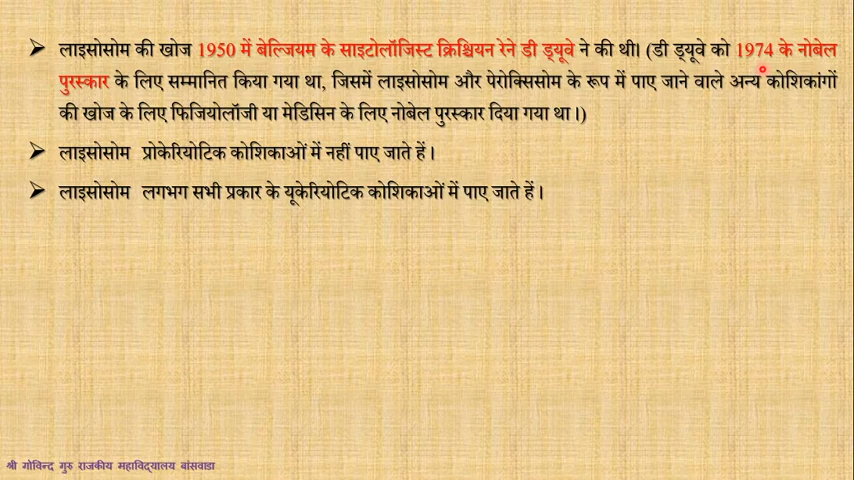 ➢ लाइसोसोम की खोज 1950 में बेल्जियम के साइटोलॉजिस्ट क्रिश्चियन रेने डी ड्यूवे ने की थी। (डी ड्यूवे को 1974 के नोबेल
पुरस्कार के लिए सम्मानित किया गया था, जिसमें लाइसोसोम और पेरोक्सिसोम के रूप में पाए जाने वाले अन्य कोशिकांगों
की खोज के लिए फिजियोलॉजी या मेडिसिन के लिए नोबेल पुरस्कार दिया गया था।)
➢ लाइसोसोम प्रोकेरियोटिक कोशिकाओं में नहीं पाए जाते हैं।
➢ लाइसोसोम लगभग सभी प्रकार के यूकेरियोटिक कोशिकाओं में पाए जाते हैं।
श्री गोविन्द गुरु राजकीय महाविद्यालय बांसवाडा